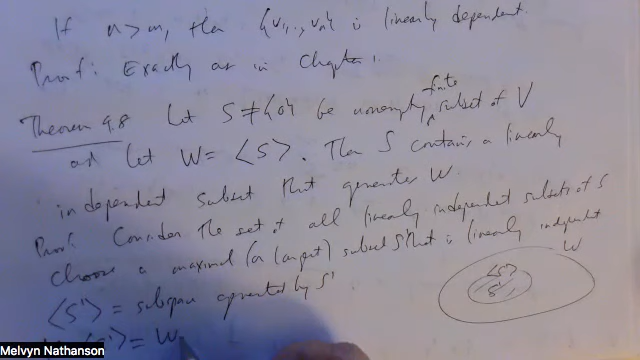 If n > m, then {v1,..,vn} is linearly dependent.
Proof: Exactly as in Chapter 1.
Theorem 9.8 Let S ≠ {0} be nonempty finite subset of V
and let W = <S>. Then S contains a linearly
independent subset that generates W.
Proof: Consider the set of all linearly independent subsets of S
Choose a maximal (or largest) subset S' that is linearly independent
<S'> = subspace generated by S'
<S'> = W
W
<S'>
S'
Melvyn Nathanson